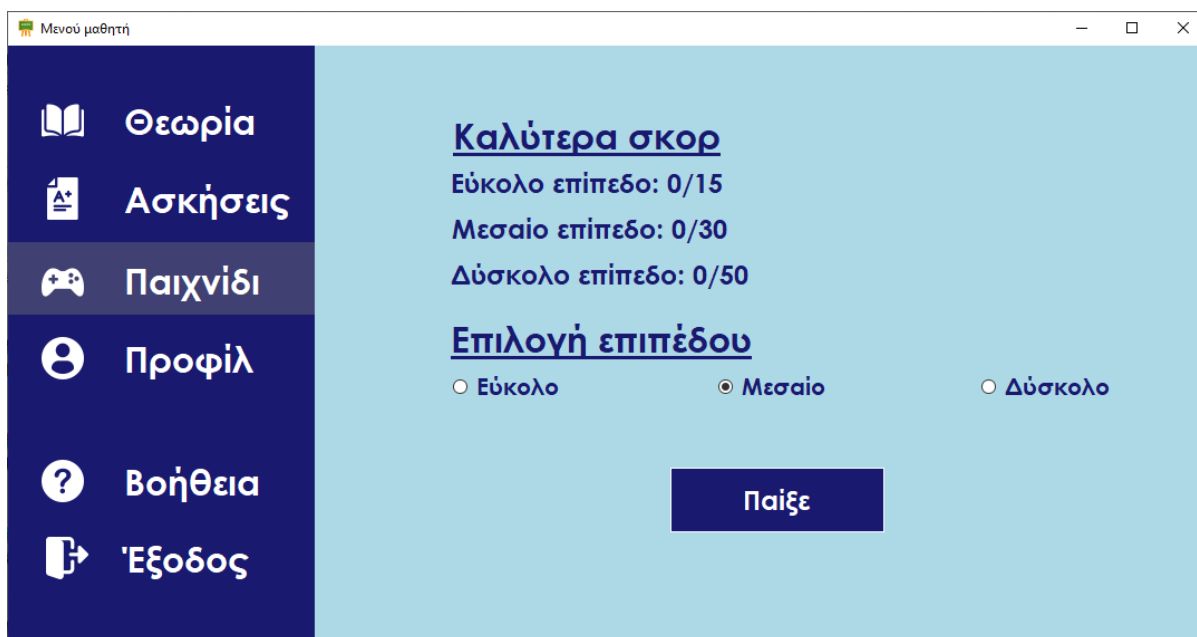 Μενού μαθητή
Θεωρία
Ασκήσεις
A+
Παιχνίδι
Προφίλ
Βοήθεια
Έξοδος
Καλύτερα σκορ
Εύκολο επίπεδο: 0/15
Μεσαίο επίπεδο: 0/30
Δύσκολο επίπεδο: 0/50
Επιλογή επιπέδου
Εύκολο Μεσαίο Δύσκολο
Παίξε